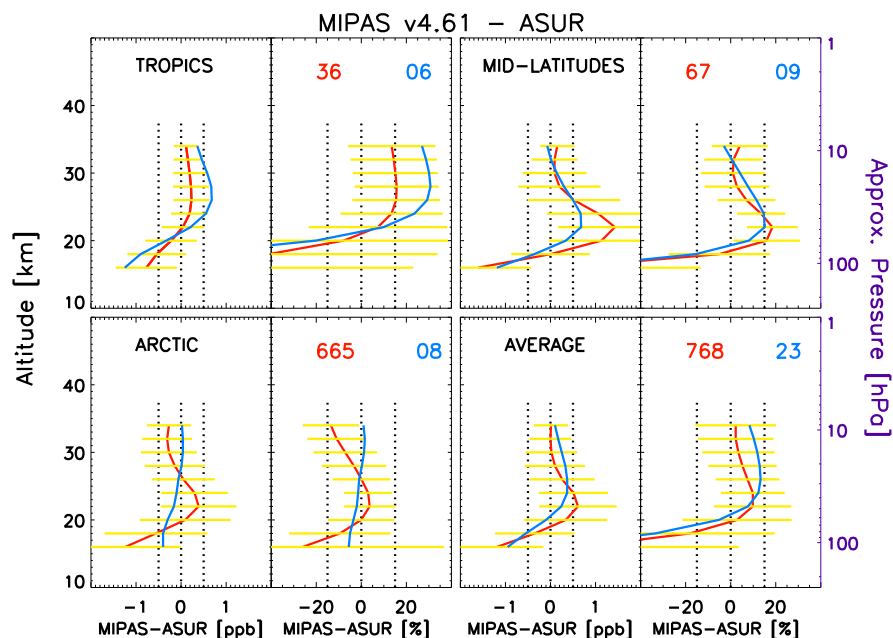 MIPAS v4.61 – ASUR
TROPICS 36 06 MID–LATITUDES 67 09
40 30 20 10
1 10 100
ARCTIC 665 08 AVERAGE 768 23
40 30 20 10
1 10 100
Altitude [km]
Approx. Pressure [hPa]
−1 0 1 −20 0 20 −1 0 1 −20 0 20
MIPAS−ASUR [ppb] MIPAS−ASUR [%] MIPAS−ASUR [ppb] MIPAS−ASUR [%]